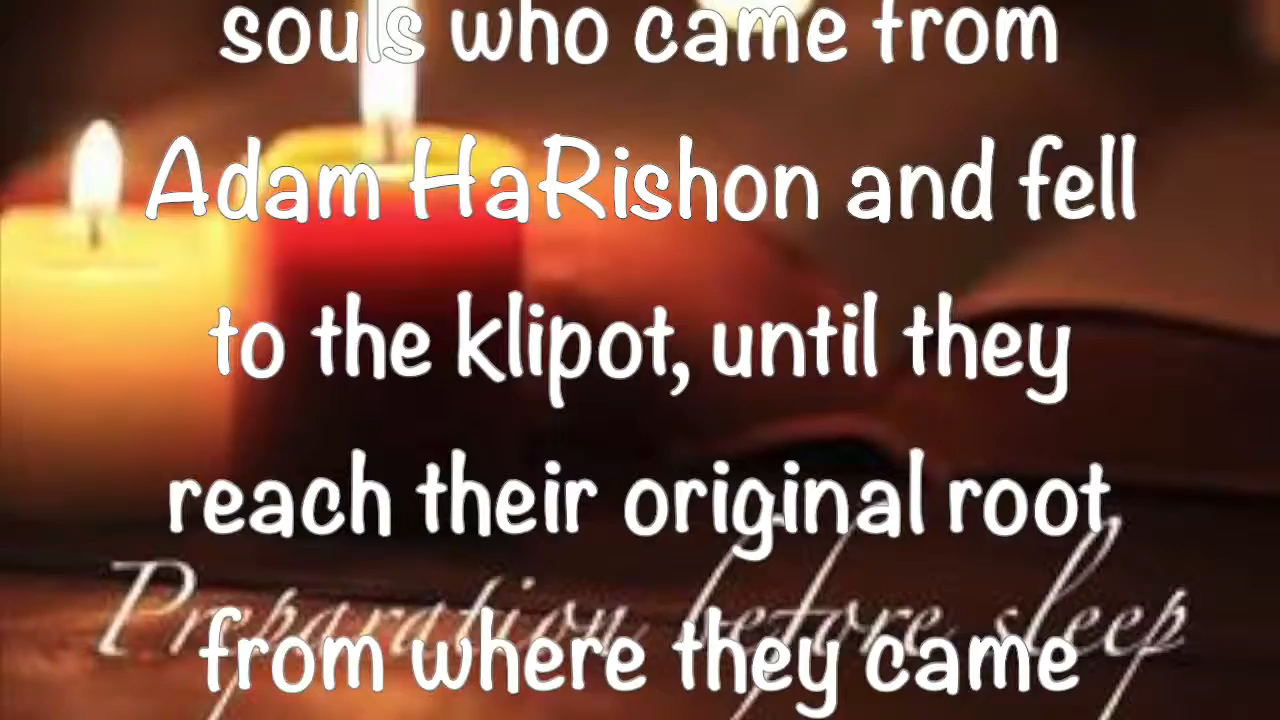 souls who came from
Adam HaRishon and fell
to the klipot, until they
reach their original root
Preparation before sleep
from where they came